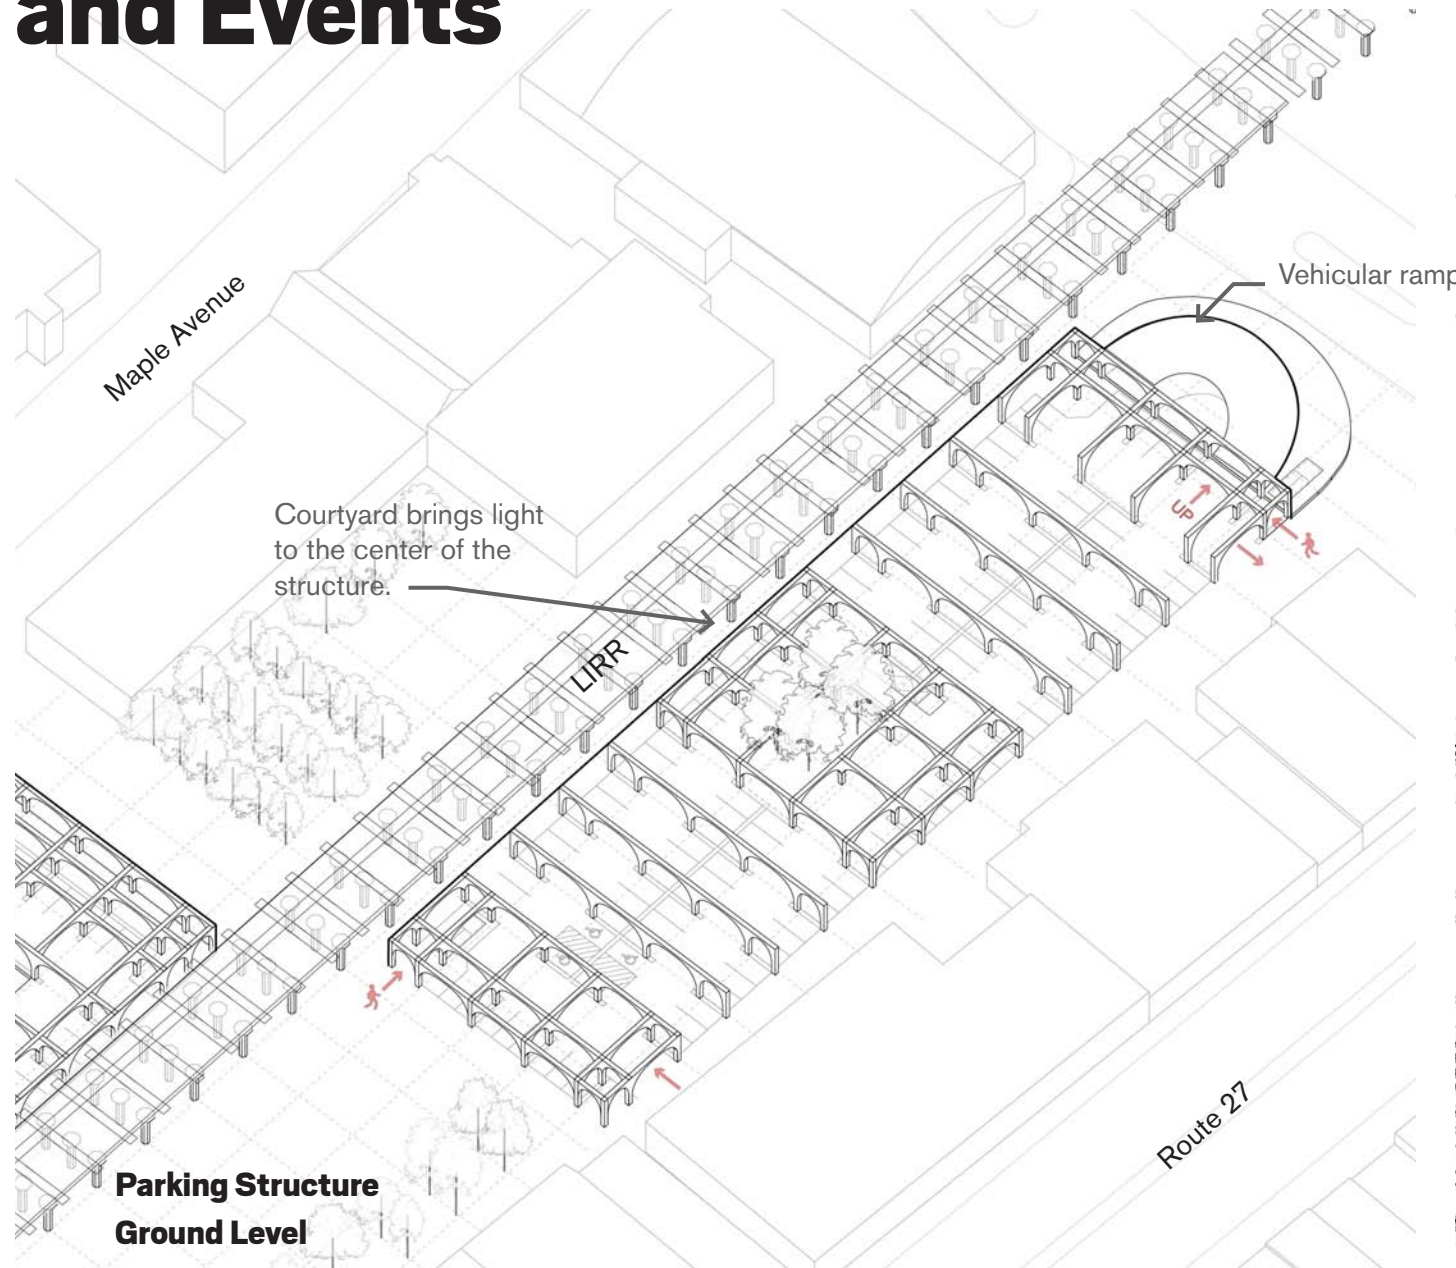 and Events
Vehicular ramp
Maple Avenue
Courtyard brings light
to the center of the
structure.
LIRR
UP
Route 27
Parking Structure
Ground Level